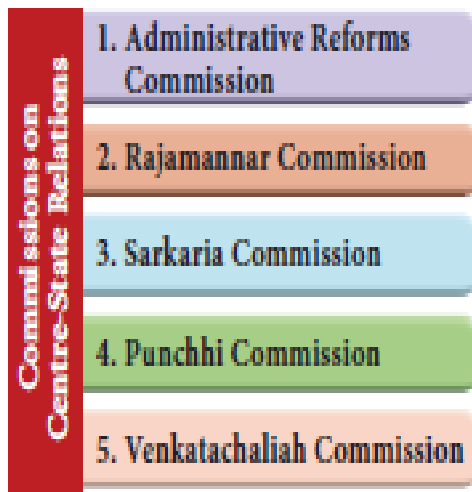 Commissions on
Centre-State Relations
1. Administrative Reforms
Commission
2. Rajamannar Commission
3. Sarkaria Commission
4. Punchhi Commission
5. Venkatachaliah Commission